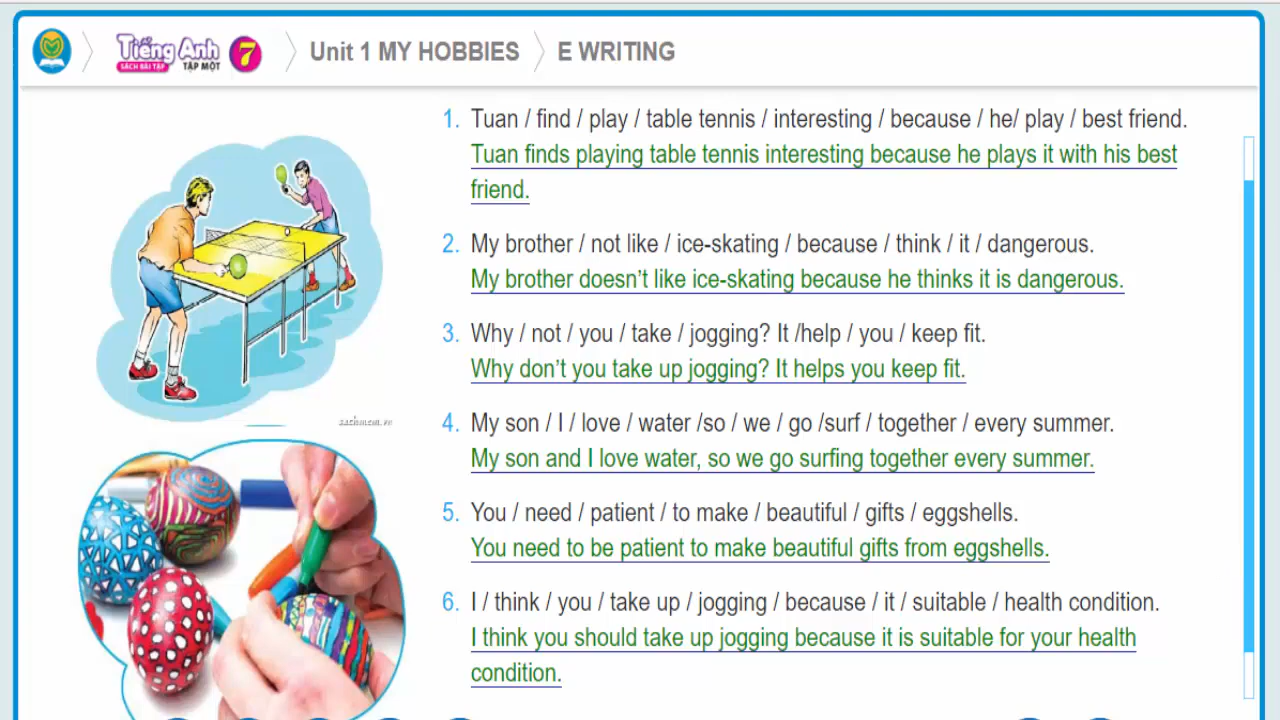 Tiếng Anh 7
SÁCH BÀI TẬP TẬP MỘT
Unit 1 MY HOBBIES
E WRITING
1. Tuan / find / play / table tennis / interesting / because / he/ play / best friend.
Tuan finds playing table tennis interesting because he plays it with his best
friend.
2. My brother / not like / ice-skating / because / think / it / dangerous.
My brother doesn't like ice-skating because he thinks it is dangerous.
3. Why / not / you / take / jogging? It /help / you / keep fit.
Why don't you take up jogging? It helps you keep fit.
4. My son / I / love / water /so / we / go /surf / together / every summer.
My son and I love water, so we go surfing together every summer.
5. You / need / patient / to make / beautiful / gifts / eggshells.
You need to be patient to make beautiful gifts from eggshells.
6. I / think / you / take up / jogging / because / it / suitable / health condition.
I think you should take up jogging because it is suitable for your health
condition.
sachmem.vn